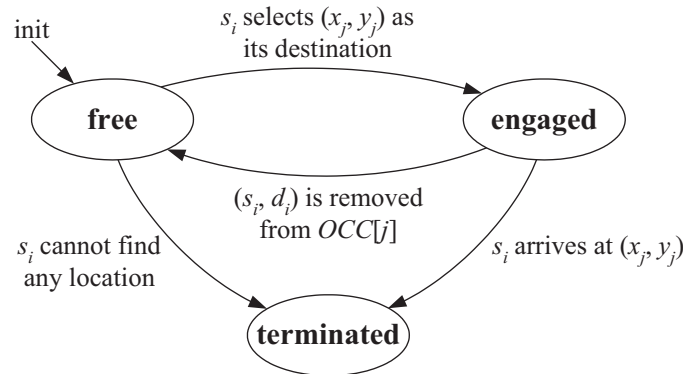 init
s_i selects (x_j, y_j) as
its destination
free
engaged
(s_i, d_i) is removed
from OCC[j]
s_i cannot find
any location
s_i arrives at (x_j, y_j)
terminated